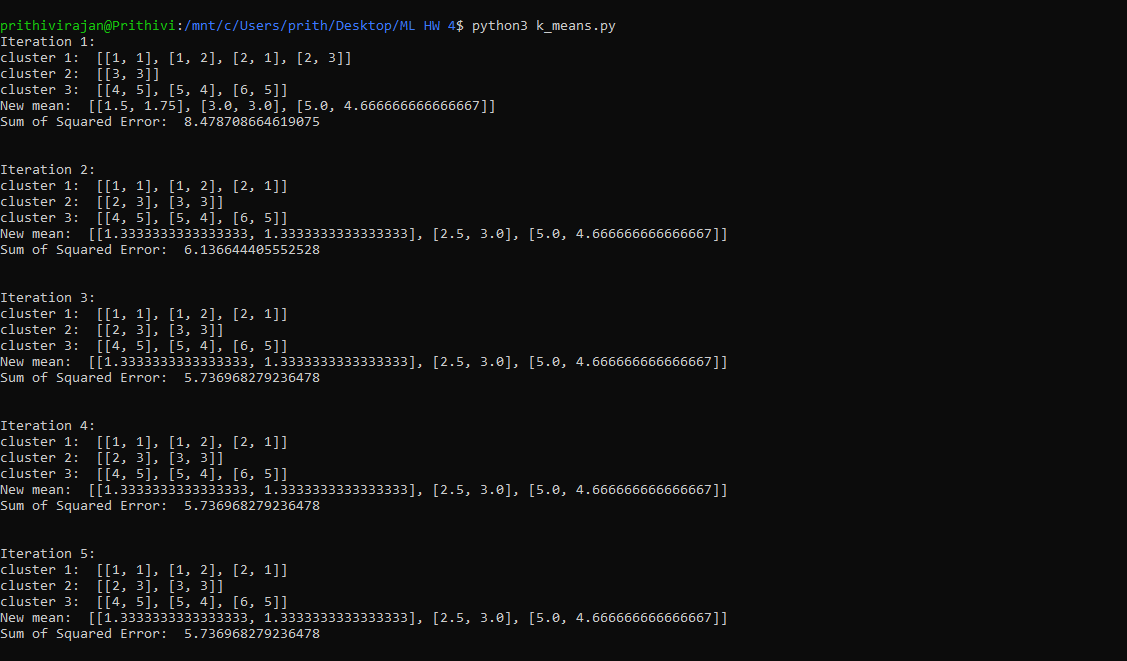 prithivirajan@Prithivi:/mnt/c/Users/prith/Desktop/ML HW 4$ python3 k_means.py
Iteration 1:
cluster 1:  [[1, 1], [1, 2], [2, 1], [2, 3]]
cluster 2:  [[3, 3]]
cluster 3:  [[4, 5], [5, 4], [6, 5]]
New mean:  [[1.5, 1.75], [3.0, 3.0], [5.0, 4.666666666666667]]
Sum of Squared Error:  8.478708664619075
Iteration 2:
cluster 1:  [[1, 1], [1, 2], [2, 1]]
cluster 2:  [[2, 3], [3, 3]]
cluster 3:  [[4, 5], [5, 4], [6, 5]]
New mean:  [[1.3333333333333333, 1.3333333333333333], [2.5, 3.0], [5.0, 4.666666666666667]]
Sum of Squared Error:  6.136644405552528
Iteration 3:
cluster 1:  [[1, 1], [1, 2], [2, 1]]
cluster 2:  [[2, 3], [3, 3]]
cluster 3:  [[4, 5], [5, 4], [6, 5]]
New mean:  [[1.3333333333333333, 1.3333333333333333], [2.5, 3.0], [5.0, 4.666666666666667]]
Sum of Squared Error:  5.736968279236478
Iteration 4:
cluster 1:  [[1, 1], [1, 2], [2, 1]]
cluster 2:  [[2, 3], [3, 3]]
cluster 3:  [[4, 5], [5, 4], [6, 5]]
New mean:  [[1.3333333333333333, 1.3333333333333333], [2.5, 3.0], [5.0, 4.666666666666667]]
Sum of Squared Error:  5.736968279236478
Iteration 5:
cluster 1:  [[1, 1], [1, 2], [2, 1]]
cluster 2:  [[2, 3], [3, 3]]
cluster 3:  [[4, 5], [5, 4], [6, 5]]
New mean:  [[1.3333333333333333, 1.3333333333333333], [2.5, 3.0], [5.0, 4.666666666666667]]
Sum of Squared Error:  5.736968279236478